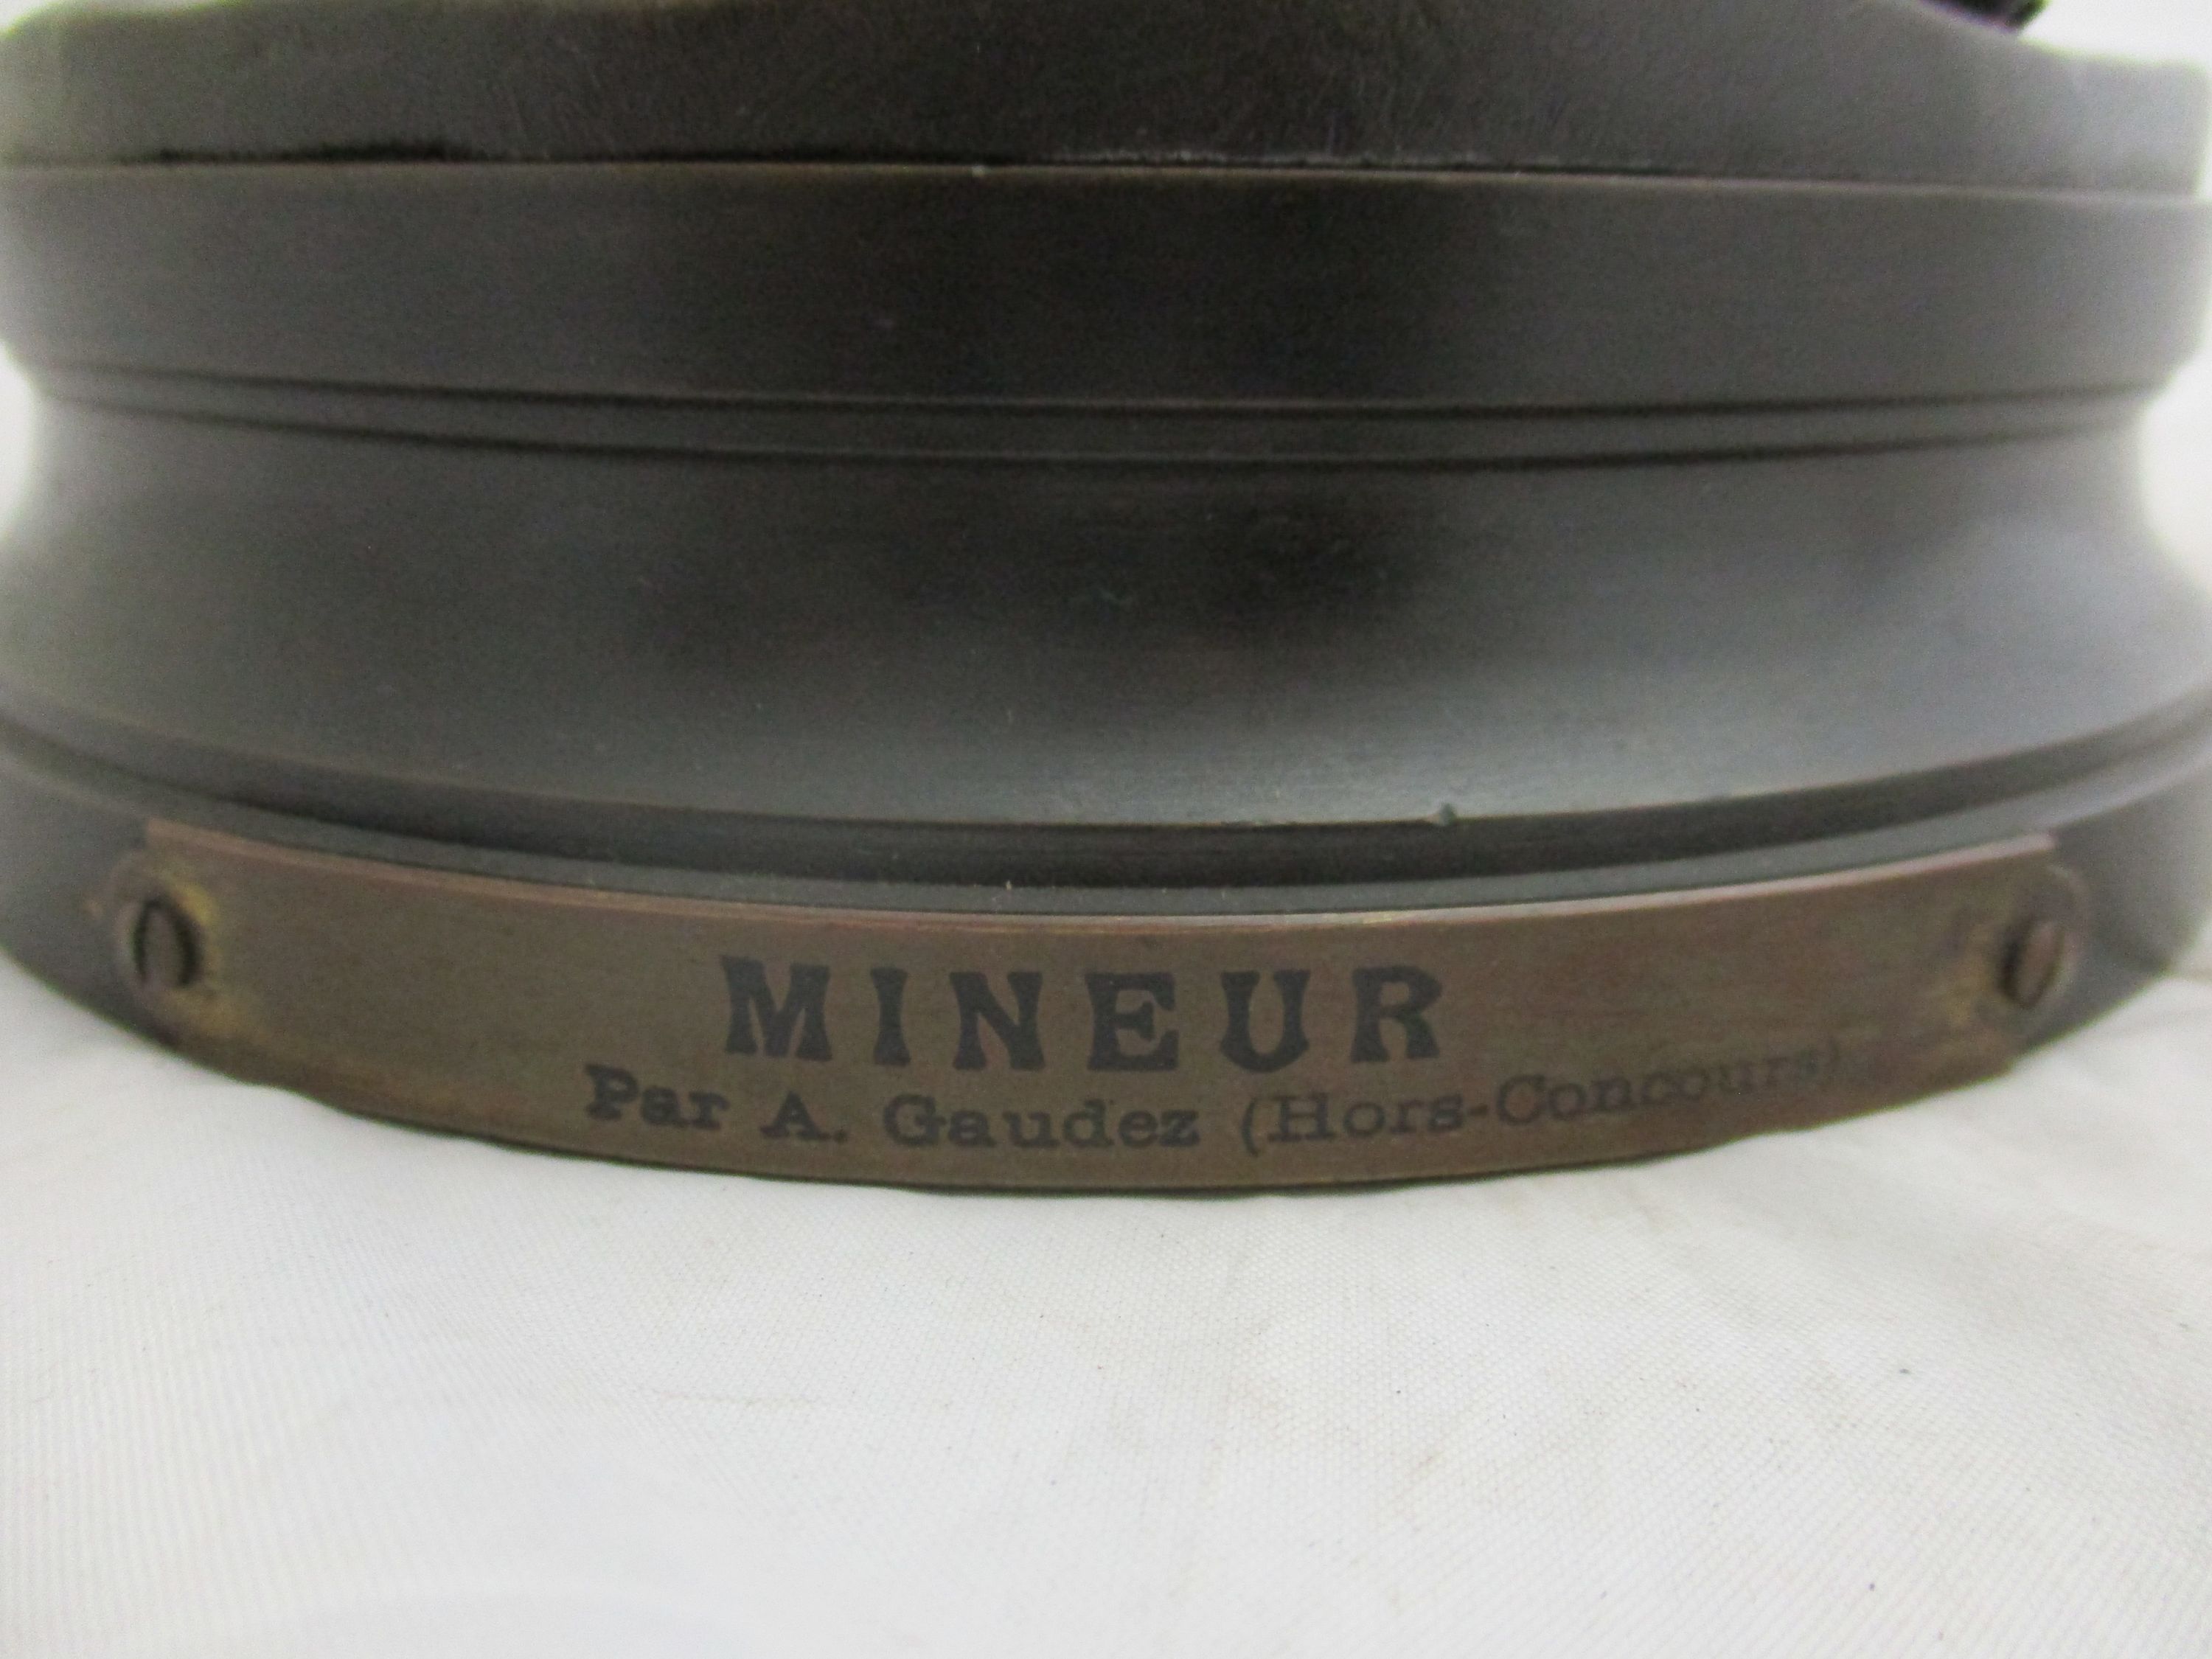 MINEUR
Par A. Gaudez (Hors-Concours)